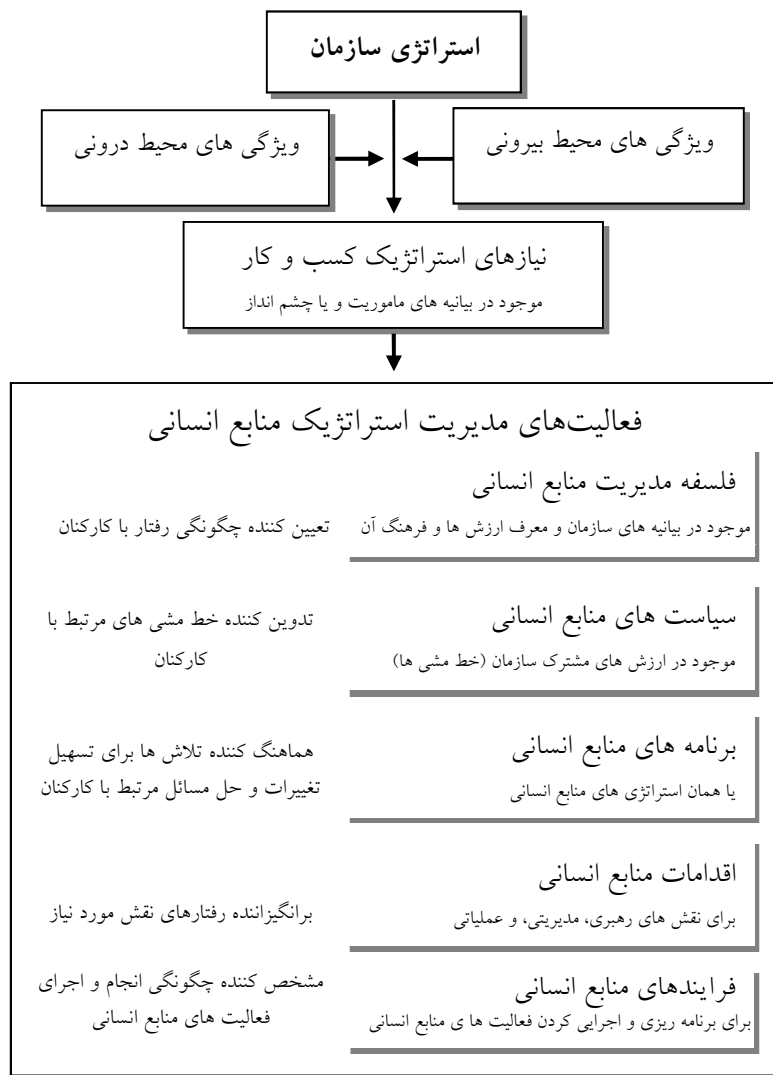 استراتژی سازمان
ویژگی های محیط بیرونی
ویژگی های محیط درونی
نیازهای استراتژیک کسب و کار
موجود در بیانیه های ماموریت و یا چشم انداز
فعالیت‌های مدیریت استراتژیک منابع انسانی
فلسفه مدیریت منابع انسانی
موجود در بیانیه های سازمان و معرف ارزش ها و فرهنگ آن
تعیین کننده چگونگی رفتار با کارکنان
سیاست های منابع انسانی
موجود در ارزش های مشترک سازمان (خط مشی ها)
تدوین کننده خط مشی های مرتبط با
کارکنان
برنامه های منابع انسانی
یا همان استراتژی های منابع انسانی
هماهنگ کننده تلاش ها برای تسهیل
تغییرات و حل مسائل مرتبط با کارکنان
اقدامات منابع انسانی
برای نقش های رهبری، مدیریتی، و عملیاتی
برانگیزاننده رفتارهای نقش مورد نیاز
فرایندهای منابع انسانی
برای برنامه ریزی و اجرایی کردن فعالیت ها ی منابع انسانی
مشخص کننده چگونگی انجام و اجرای
فعالیت های منابع انسانی